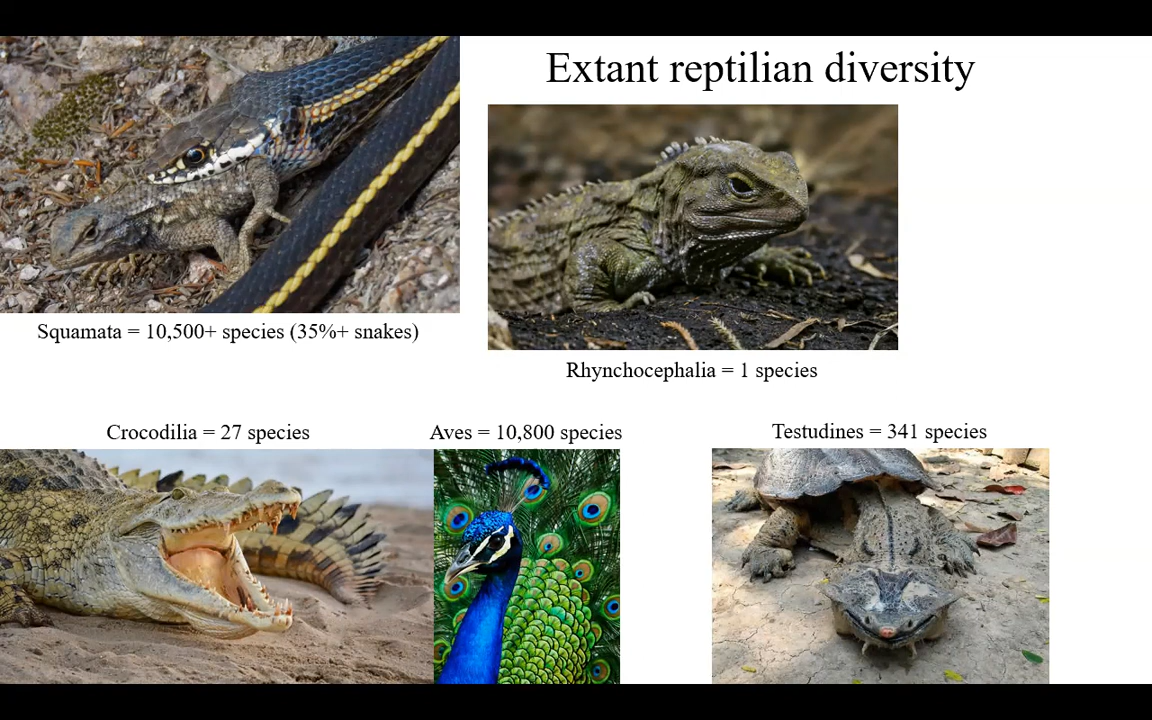 Extant reptilian diversity
Squamata = 10,500+ species (35%+ snakes)
Rhynchocephalia = 1 species
Crocodilia = 27 species
Aves = 10,800 species
Testudines = 341 species